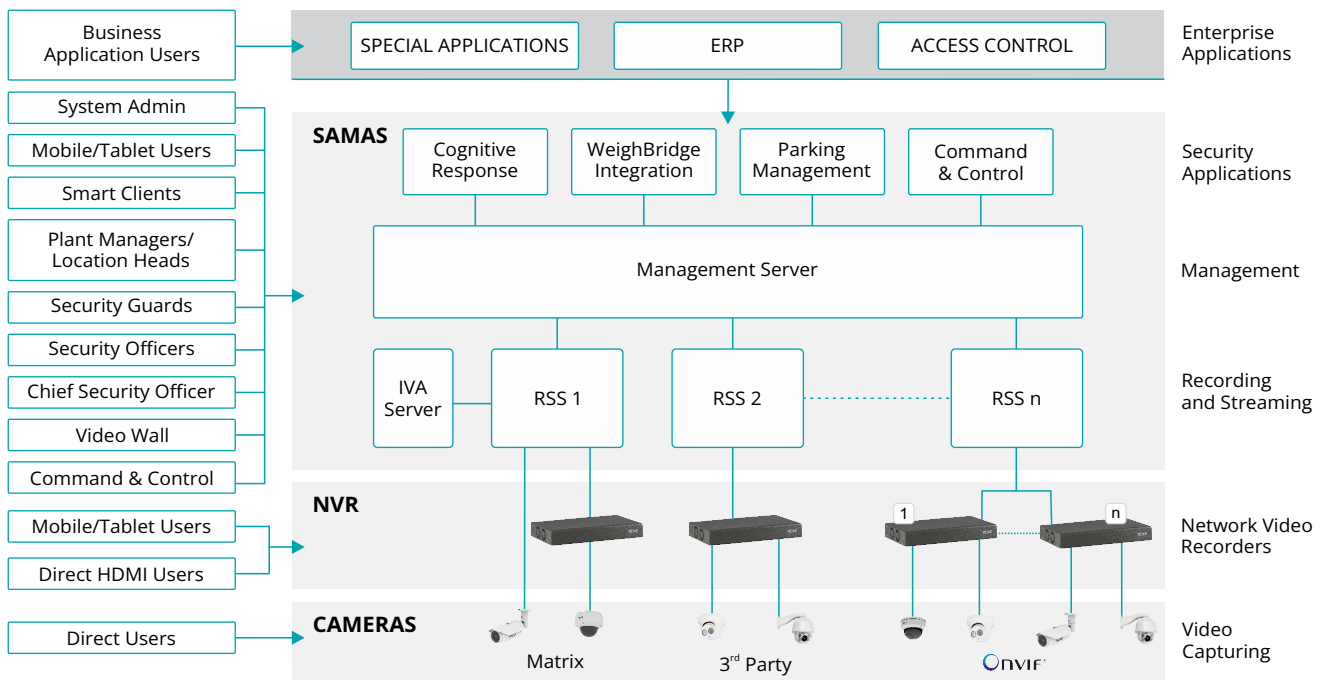 Business
Application Users
SPECIAL APPLICATIONS
ERP
ACCESS CONTROL
Enterprise
Applications
System Admin
Mobile/Tablet Users
Smart Clients
Plant Managers/
Location Heads
Security Guards
Security Officers
Chief Security Officer
Video Wall
Command & Control
SAMAS
Cognitive
Response
WeighBridge
Integration
Parking
Management
Command
& Control
Security
Applications
Management Server
Management
IVA
Server
RSS 1
RSS 2
RSS n
Recording
and Streaming
Mobile/Tablet Users
Direct HDMI Users
NVR
1
n
Network Video
Recorders
Direct Users
CAMERAS
Matrix
3rd Party
ONVIF
Video
Capturing